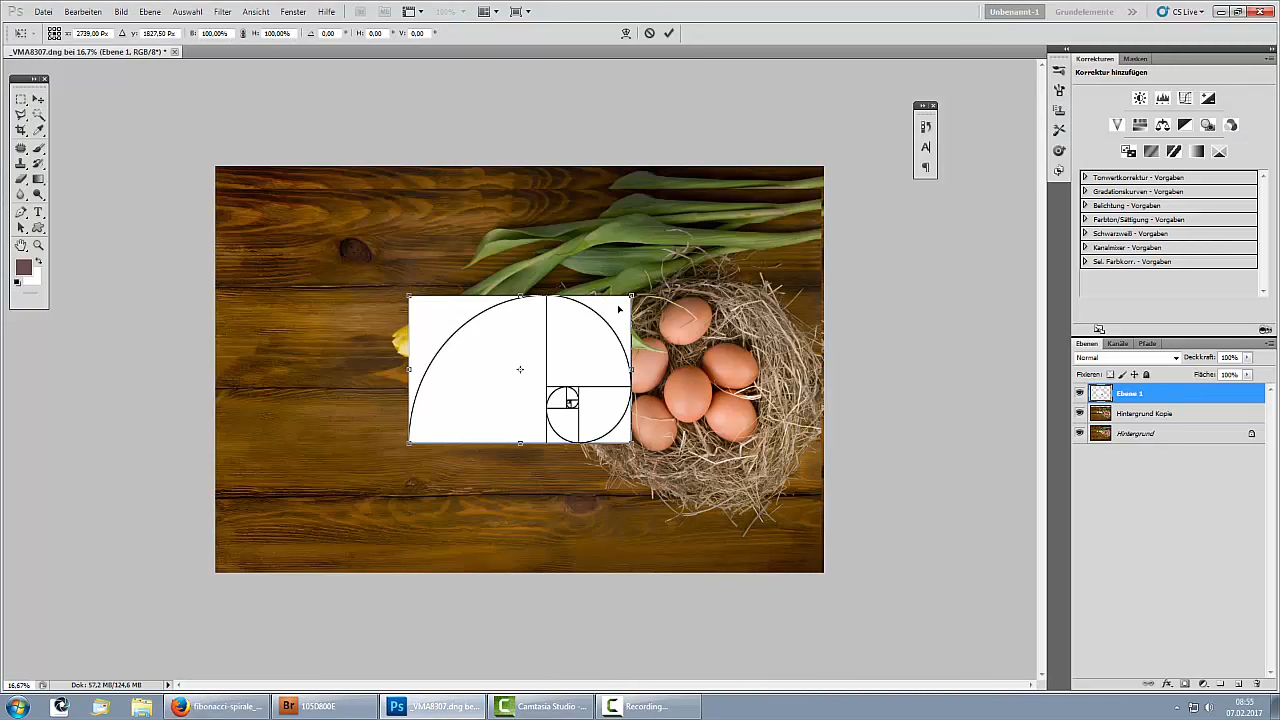 Ps Datei Bearbeiten Bild Ebene Auswahl Filter Ansicht Fenster Hilfe Br 100% Unbenannt-1 Grundelemente CS Live
X: 2739,00 Px Y: 1827,50 Px B: 100,00% H: 100,00% 0,00 ° H: 0,00 ° V: 0,00 °
_VMA8307.dng bei 16,7% (Ebene 1, RGB/8*) *
Korrekturen Masken
Korrektur hinzufügen
Tonwertkorrektur - Vorgaben
Gradationskurven - Vorgaben
Belichtung - Vorgaben
Farbton/Sättigung - Vorgaben
Schwarzweiß - Vorgaben
Kanalmixer - Vorgaben
Sel. Farbkorr. - Vorgaben
Ebenen Kanäle Pfade
Normal Deckkraft: 100%
Fixieren: Fläche: 100%
Ebene 1
Hintergrund Kopie
Hintergrund
16,67% Dok: 57,2 MB/124,6 MB
fibonacci-spirale_... Br 105D800E Ps _VMA8307.dng be... Camtasia Studio -... Recording...
08:55
07.02.2017